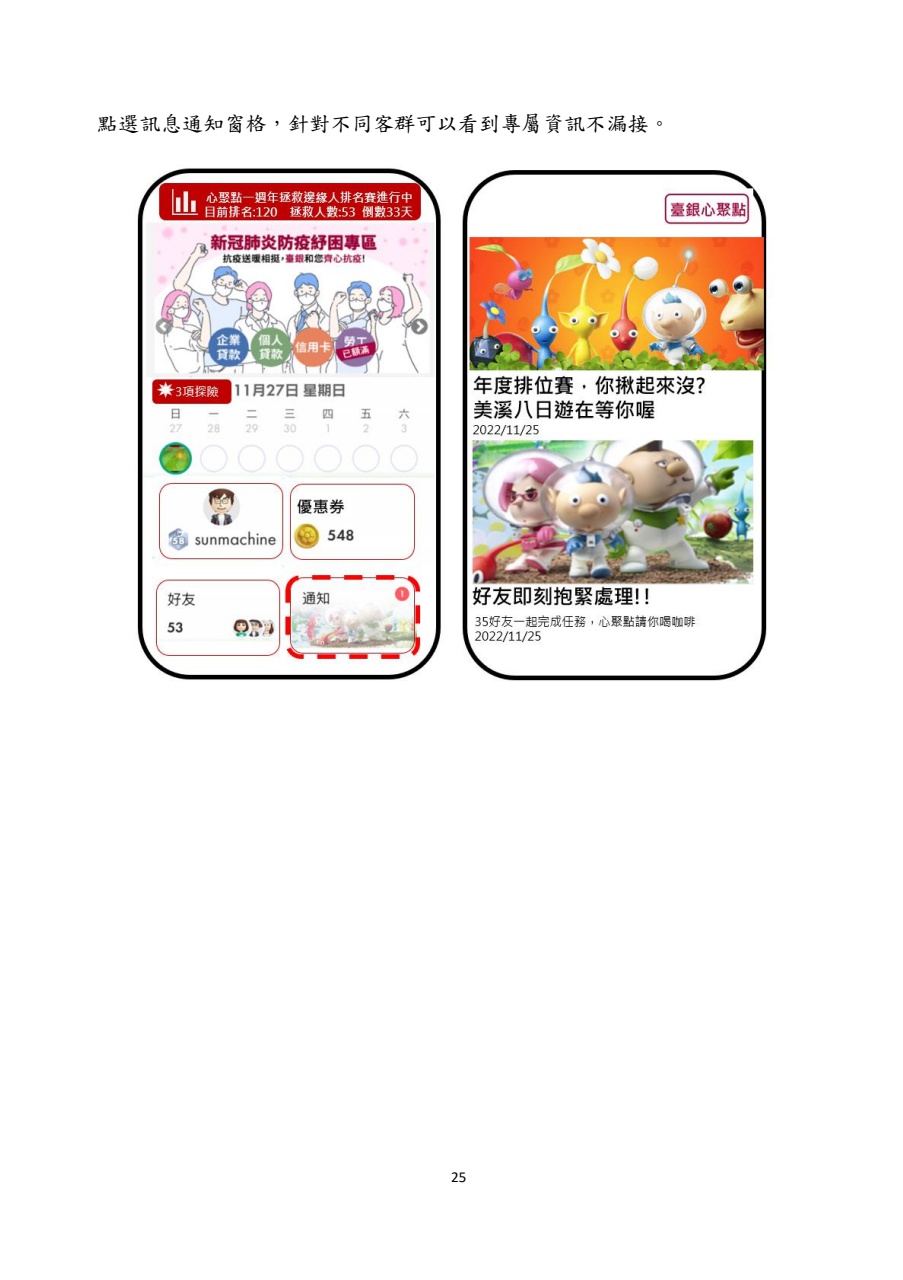 點選訊息通知窗格，針對不同客群可以看到專屬資訊不漏接。
心聚點一週年拯救邊緣人排名賽進行中
目前排名:120 拯救人數:53 倒數33天
新冠肺炎防疫紓困專區
抗疫送暖相挺，臺銀和您齊心抗疫!
企業
貸款
個人
貸款
信用卡
勞工
已額滿
3項探險
11月27日 星期日
日 一 二 三 四 五 六
27 28 29 30 1 2 3
58 sunmachine
優惠券
548
好友
53
通知
1
臺銀心聚點
年度排位賽，你揪起來沒?
美溪八日遊在等你喔
2022/11/25
好友即刻抱緊處理!!
35好友一起完成任務，心聚點請你喝咖啡
2022/11/25
25